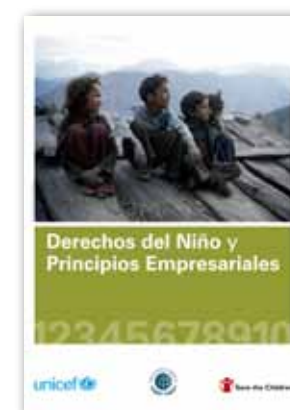 Derechos del Niño y
Principios Empresariales
12345678910
unicef
Save the Children